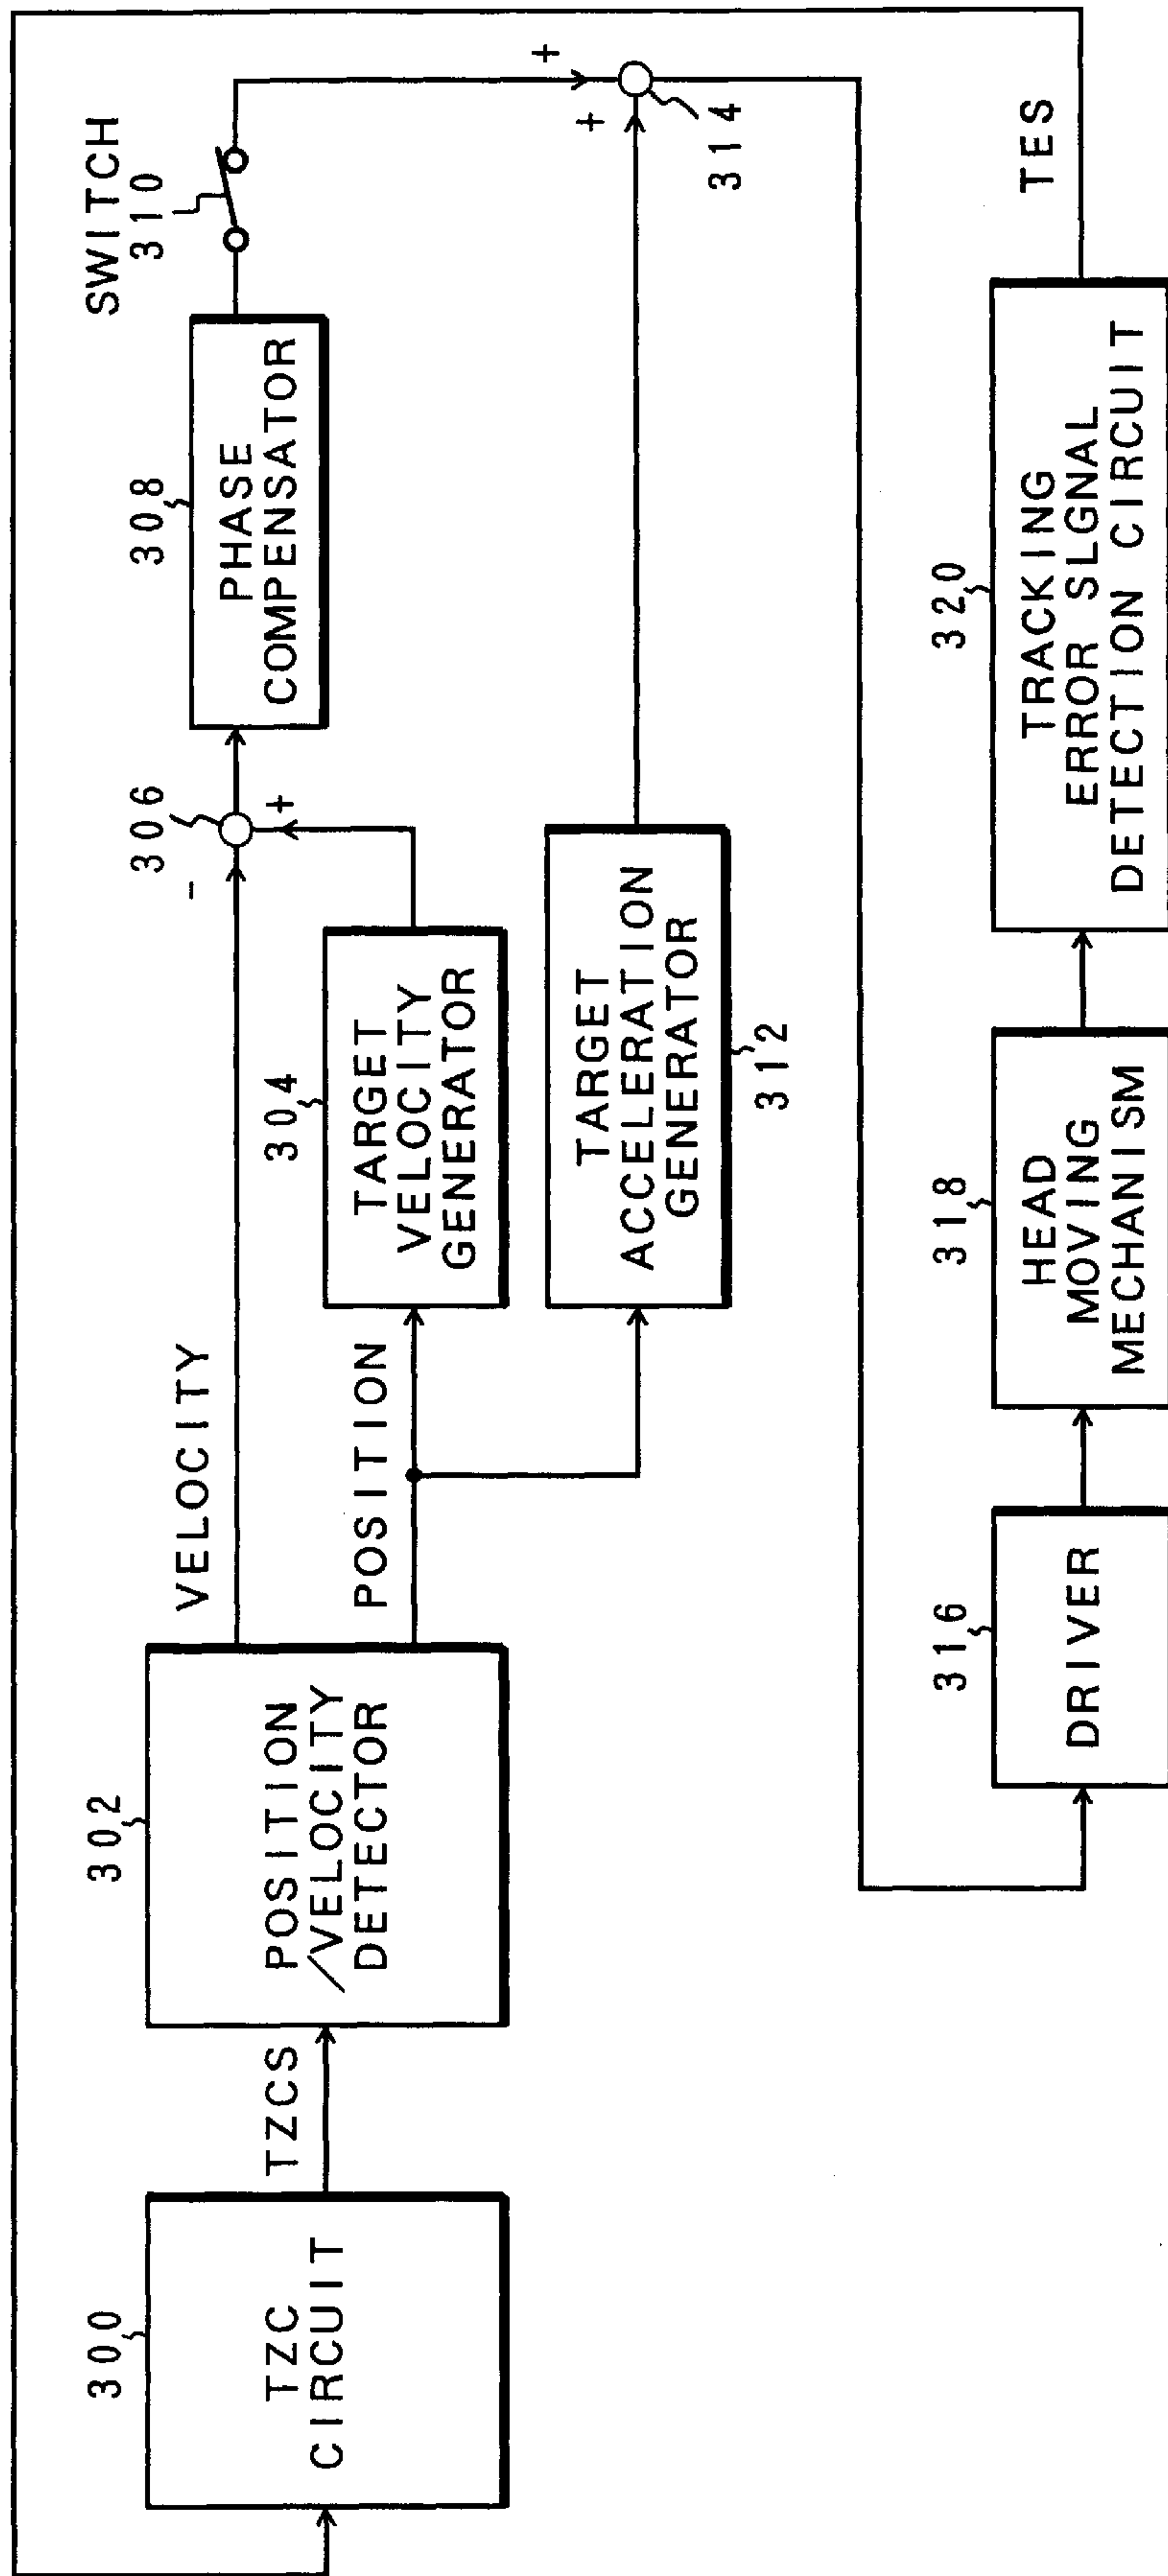 300
TZC
CIRCUIT
TZCS
302
POSITION
/VELOCITY
DETECTOR
VELOCITY
POSITION
304
TARGET
VELOCITY
GENERATOR
-
+
306
308
PHASE
COMPENSATOR
SWITCH
310
312
TARGET
ACCELERATION
GENERATOR
+
+
314
316
DRIVER
318
HEAD
MOVING
MECHANISM
320
TRACKING
ERROR SLGNAL
DETECTION CIRCUIT
TES